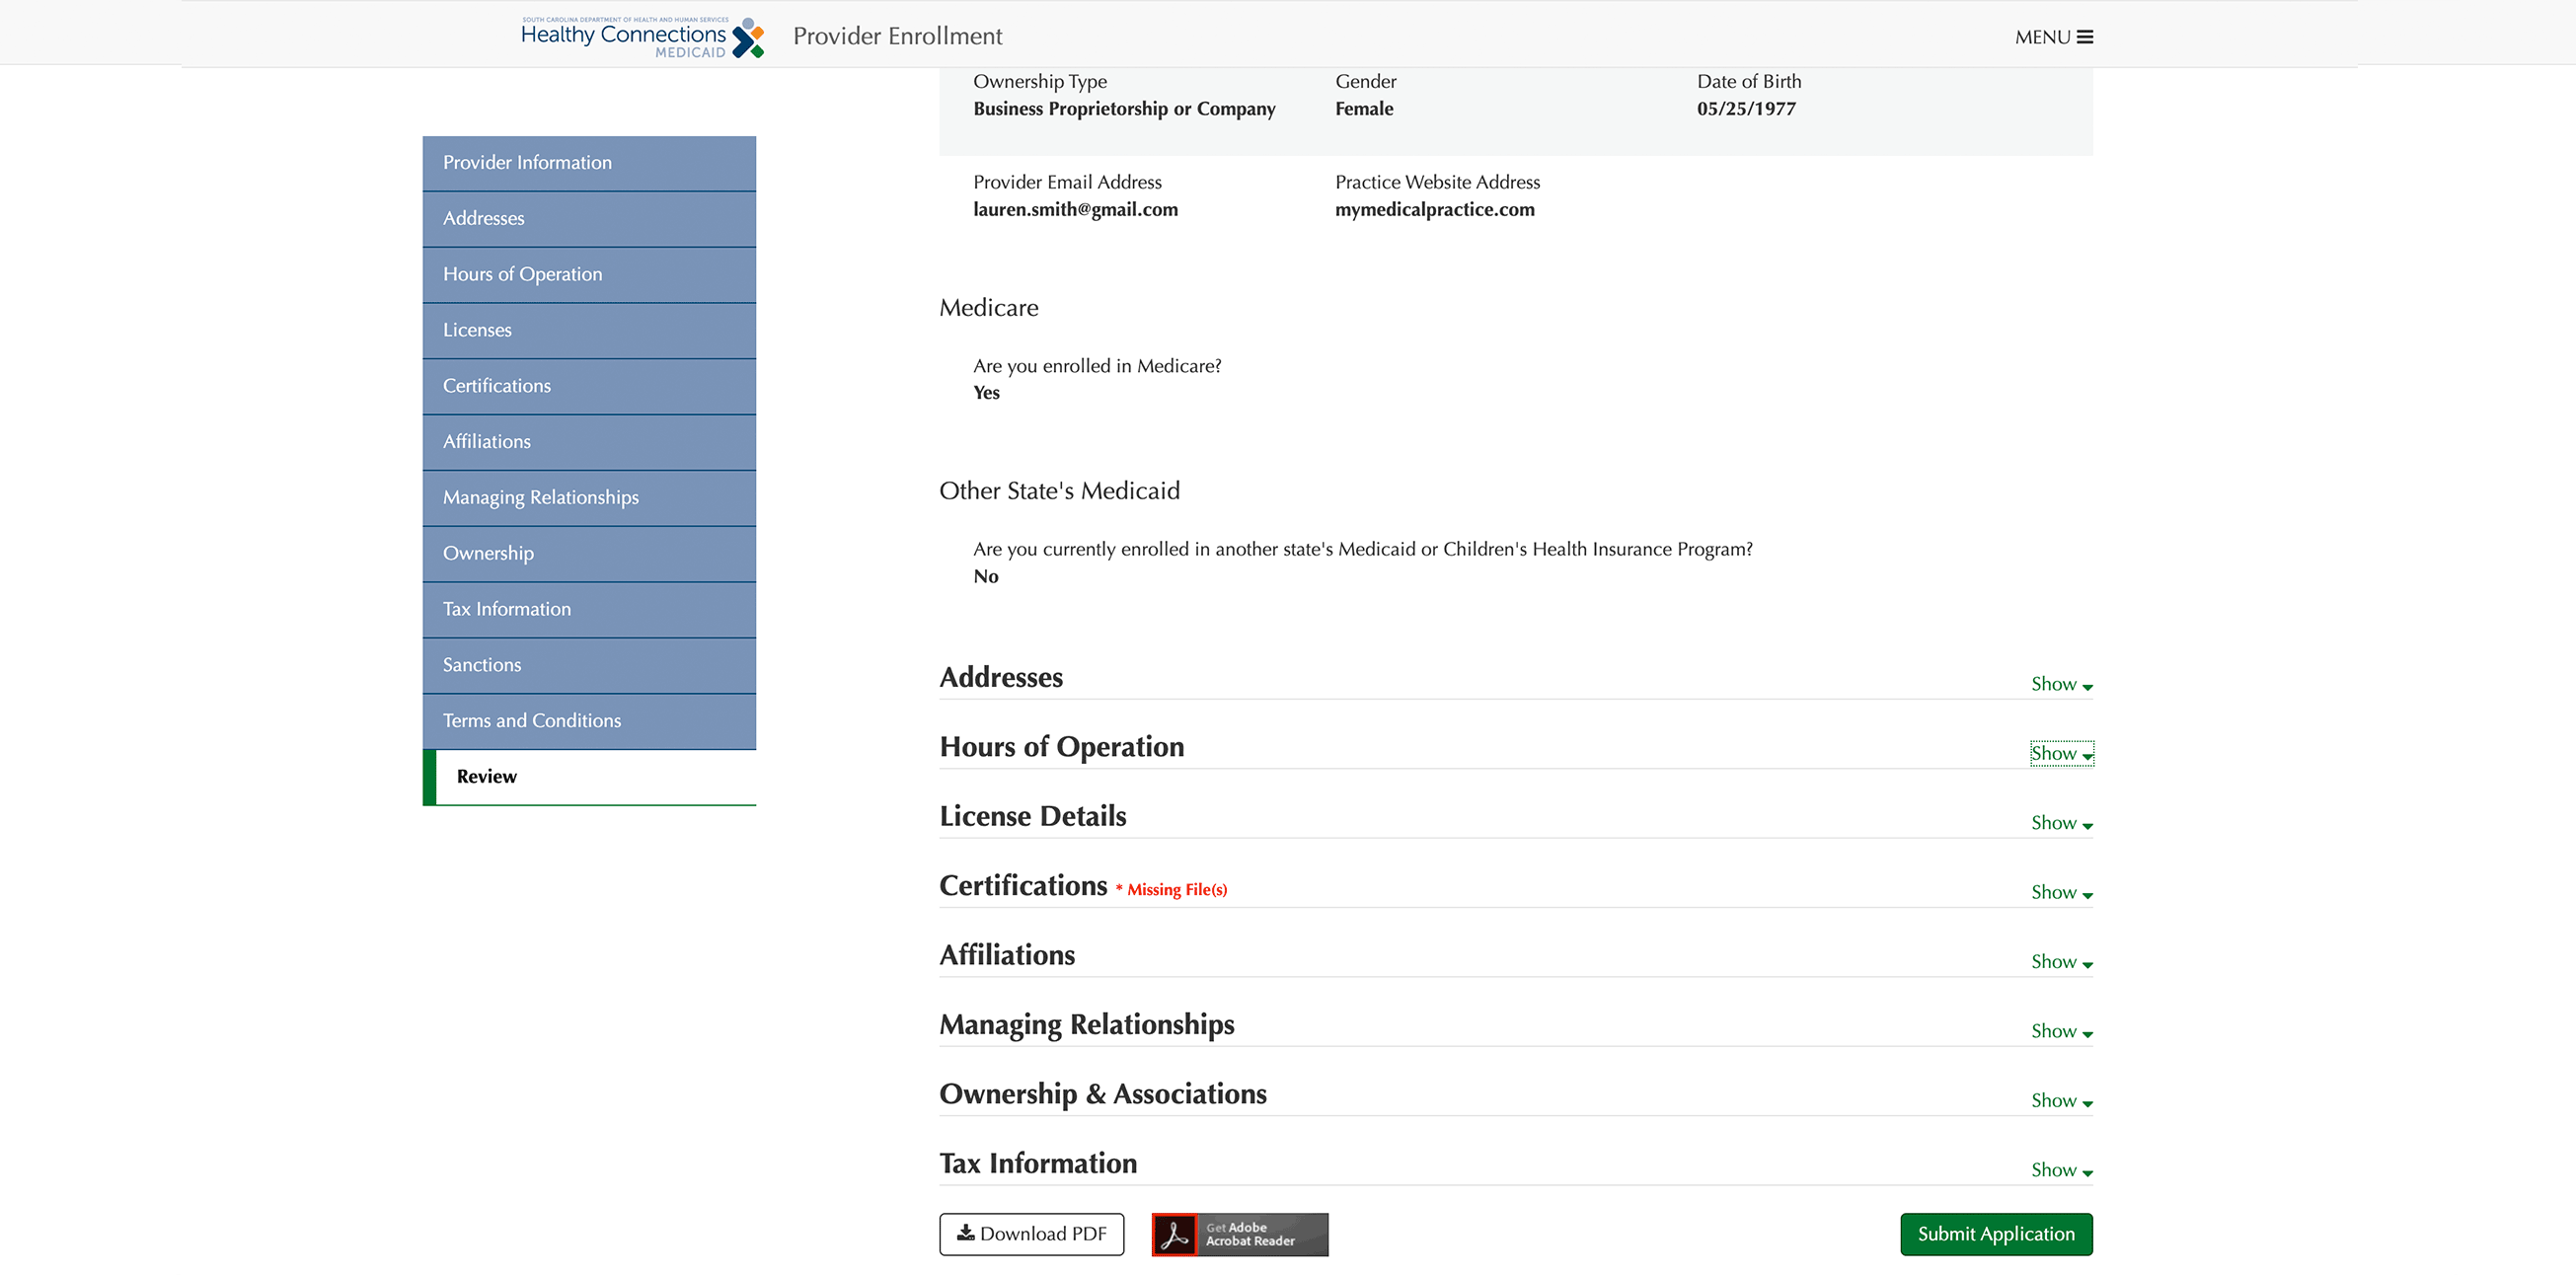 SOUTH CAROLINA DEPARTMENT OF HEALTH AND HUMAN SERVICES
Healthy Connections
MEDICAID
Provider Enrollment
MENU
Provider Information
Addresses
Hours of Operation
Licenses
Certifications
Affiliations
Managing Relationships
Ownership
Tax Information
Sanctions
Terms and Conditions
Review
Ownership Type Gender Date of Birth
Business Proprietorship or Company Female 05/25/1977
Provider Email Address Practice Website Address
lauren.smith@gmail.com mymedicalpractice.com
Medicare
Are you enrolled in Medicare?
Yes
Other State's Medicaid
Are you currently enrolled in another state's Medicaid or Children's Health Insurance Program?
No
Addresses Show
Hours of Operation Show
License Details Show
Certifications * Missing File(s) Show
Affiliations Show
Managing Relationships Show
Ownership & Associations Show
Tax Information Show
Download PDF
Get Adobe
Acrobat Reader
Submit Application